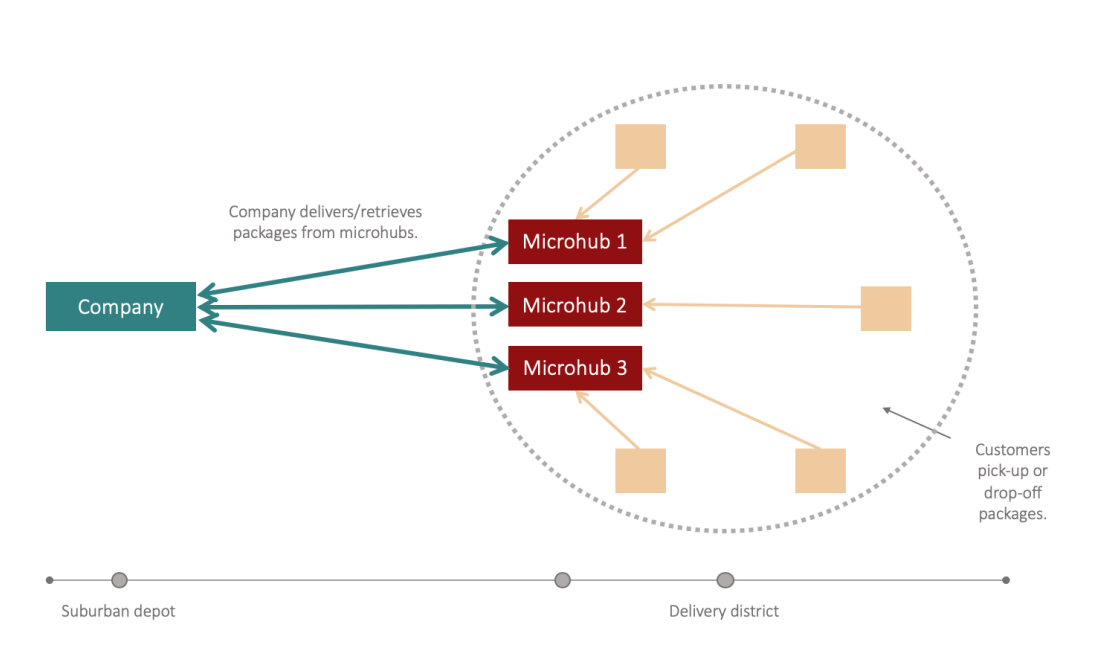 Company delivers/retrieves
packages from microhubs.
Company
Microhub 1
Microhub 2
Microhub 3
Customers
pick-up or
drop-off
packages.
Suburban depot
Delivery district